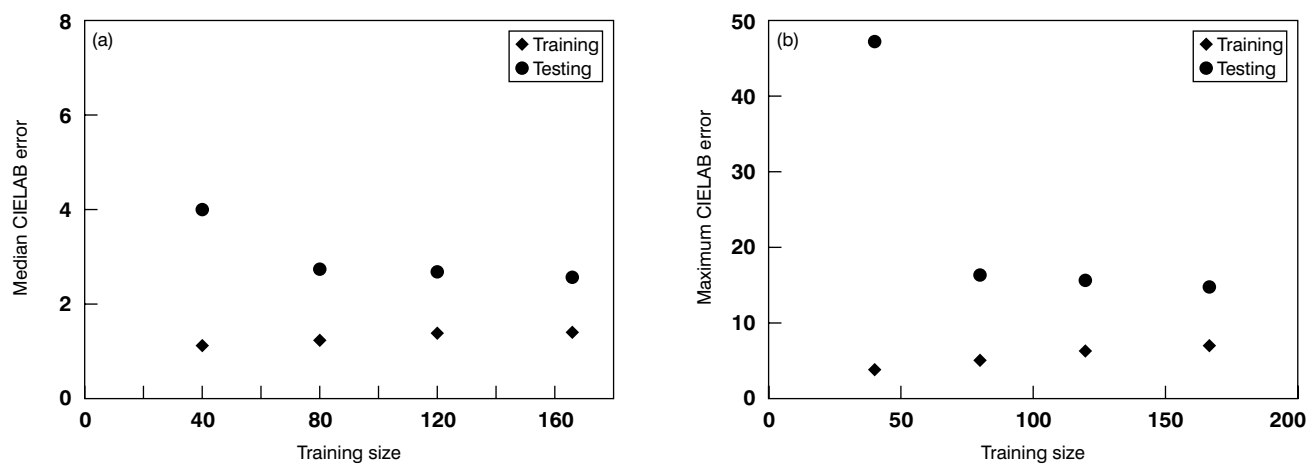 (a)
Training
Testing
8
6
4
2
0
0 40 80 120 160
Median CIELAB error
Training size
(b)
Training
Testing
50
40
30
20
10
0
0 50 100 150 200
Maximum CIELAB error
Training size